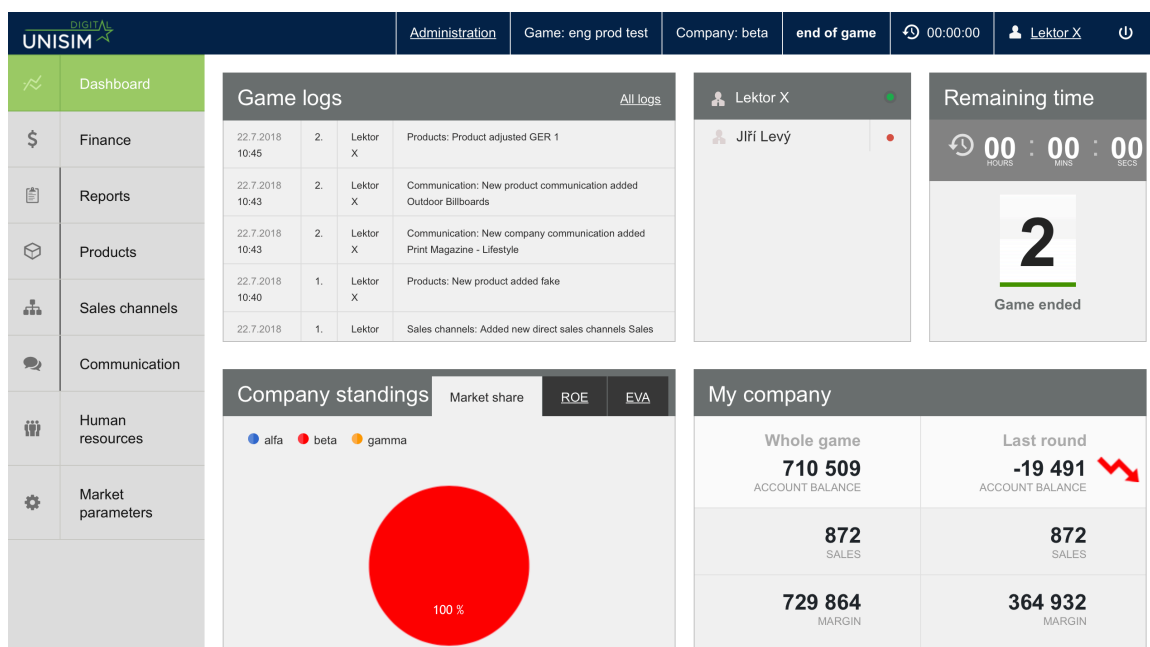 DIGITAL
UNISIM
Administration
Game: eng prod test
Company: beta
end of game
00:00:00
Lektor X
Dashboard
Finance
Reports
Products
Sales channels
Communication
Human
resources
Market
parameters
Game logs
All logs
22.7.2018 2. Lektor Products: Product adjusted GER 1
10:45 X
22.7.2018 2. Lektor Communication: New product communication added
10:43 X Outdoor Billboards
22.7.2018 2. Lektor Communication: New company communication added
10:43 X Print Magazine - Lifestyle
22.7.2018 1. Lektor Products: New product added fake
10:40 X
22.7.2018 1. Lektor Sales channels: Added new direct sales channels Sales
Lektor X
JIří Levý
Remaining time
00 : 00 : 00
HOURS MINS SECS
2
Game ended
Company standings
Market share
ROE
EVA
alfa beta gamma
100 %
My company
Whole game Last round
710 509 -19 491
ACCOUNT BALANCE ACCOUNT BALANCE
872 872
SALES SALES
729 864 364 932
MARGIN MARGIN